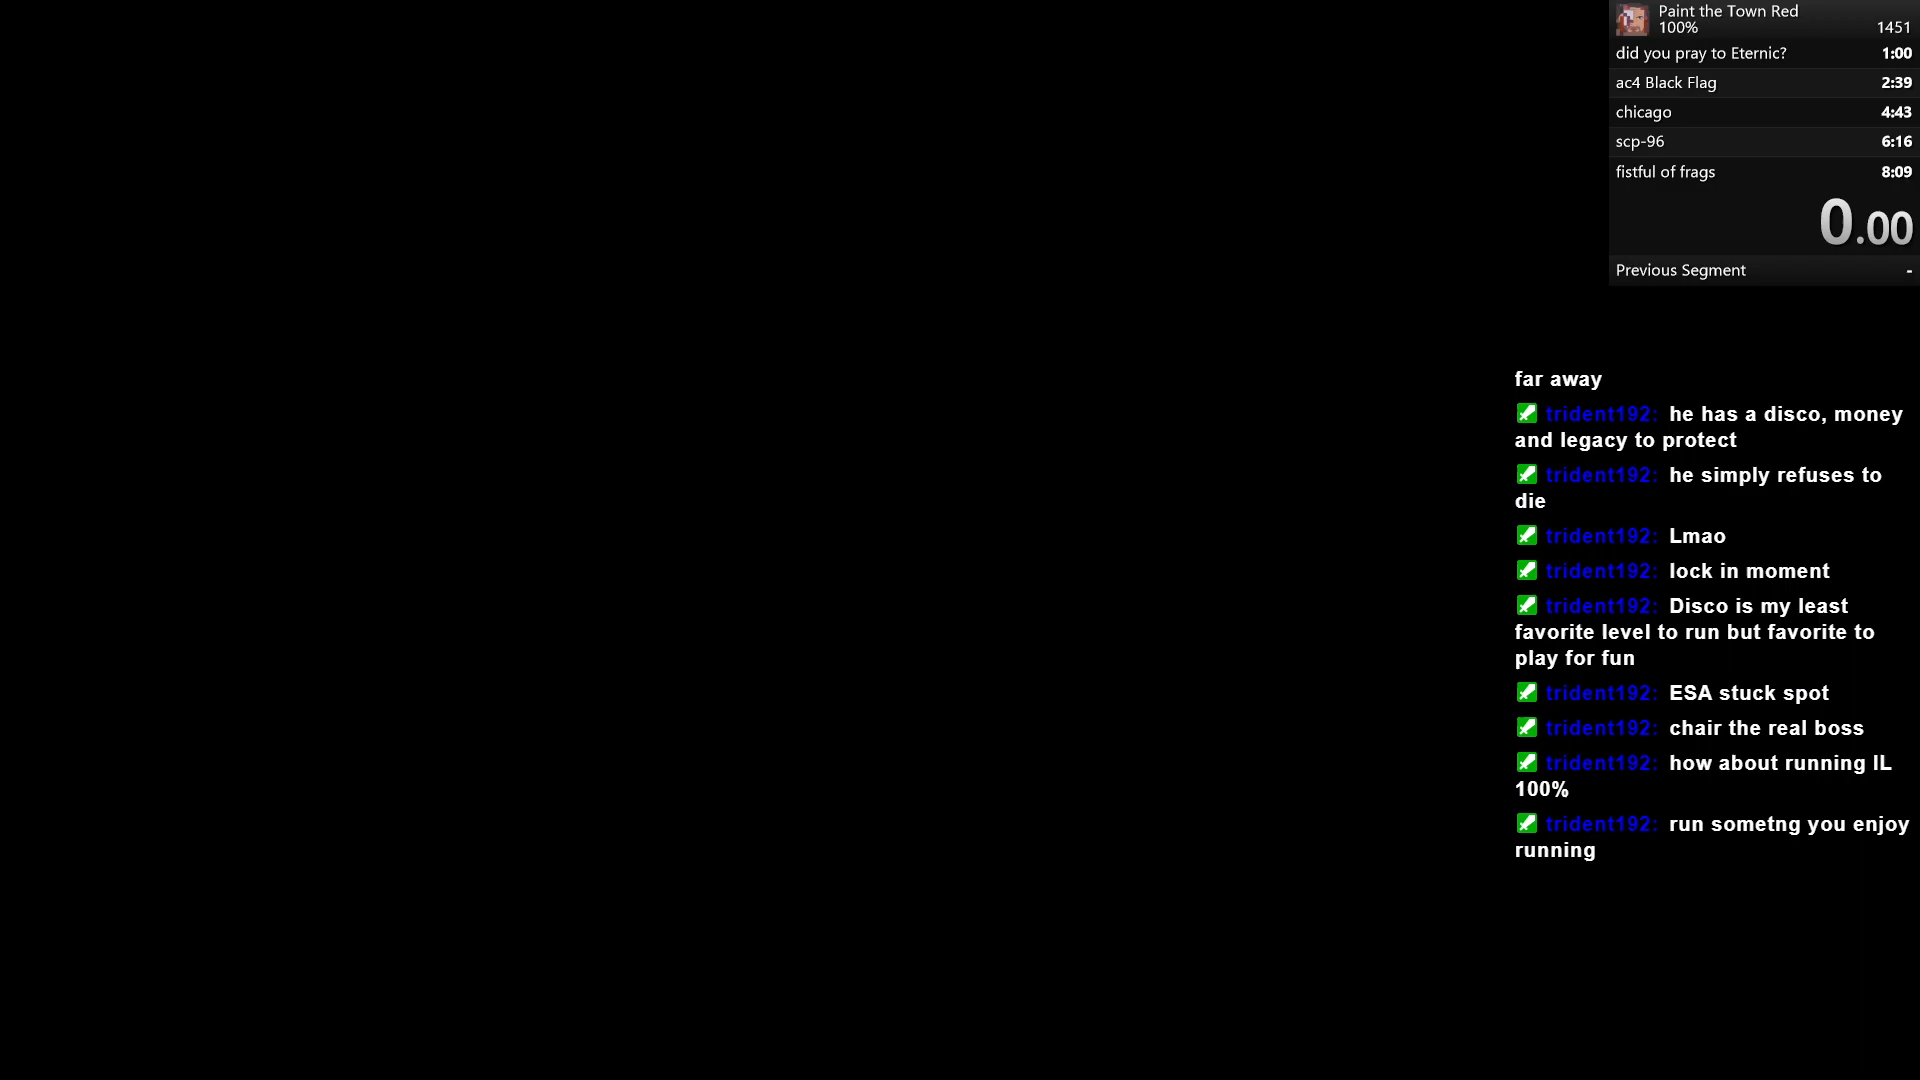 Paint the Town Red
100% 1451
did you pray to Eternic? 1:00
ac4 Black Flag 2:39
chicago 4:43
scp-96 6:16
fistful of frags 8:09
0.00
Previous Segment -
far away
trident192: he has a disco, money
and legacy to protect
trident192: he simply refuses to
die
trident192: Lmao
trident192: lock in moment
trident192: Disco is my least
favorite level to run but favorite to
play for fun
trident192: ESA stuck spot
trident192: chair the real boss
trident192: how about running IL
100%
trident192: run sometng you enjoy
running